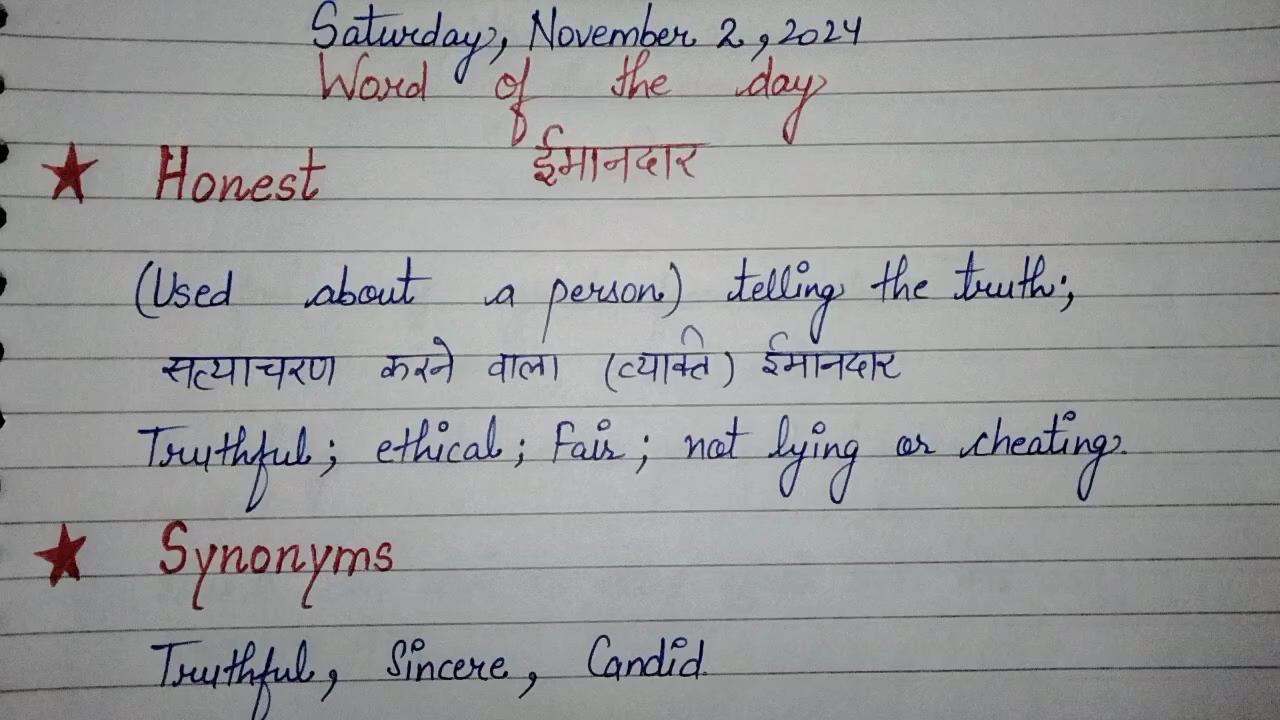 Saturday, November 2, 2024
Word of the day
★ Honest ईमानदार
(Used about a person) telling the truth;
सत्याचरण करने वाला (व्याक्ति) ईमानदार
Truthful; ethical; Fair; not lying or cheating.
★ Synonyms
Truthful, Sincere, Candid.